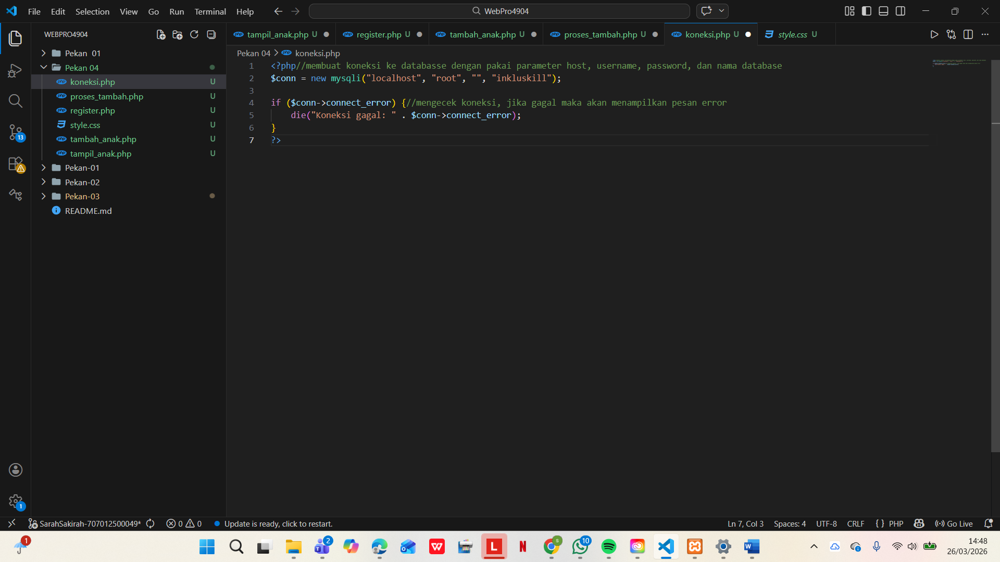 File Edit Selection View Go Run Terminal Help
WebPro4904
WEBPRO4904
Pekan 01
Pekan 04
koneksi.php U
proses_tambah.php U
register.php U
style.css U
tambah_anak.php U
tampil_anak.php U
Pekan-01
Pekan-02
Pekan-03
README.md
13
1
tampil_anak.php U
register.php U
tambah_anak.php U
proses_tambah.php U
koneksi.php U
style.css U
Pekan 04 > koneksi.php
1 <?php//membuat koneksi ke databasse dengan pakai parameter host, username, password, dan nama database
2 $conn = new mysqli("localhost", "root", "", "inkluskill");
3
4 if ($conn->connect_error) {//mengecek koneksi, jika gagal maka akan menampilkan pesan error
5 die("Koneksi gagal: " . $conn->connect_error);
6 }
7 ?>
SarahSakirah-707012500049* 0 0 Update is ready, click to restart.
Ln 7, Col 3 Spaces: 4 UTF-8 CRLF { } PHP Go Live
1
2
10
14:48
26/03/2026